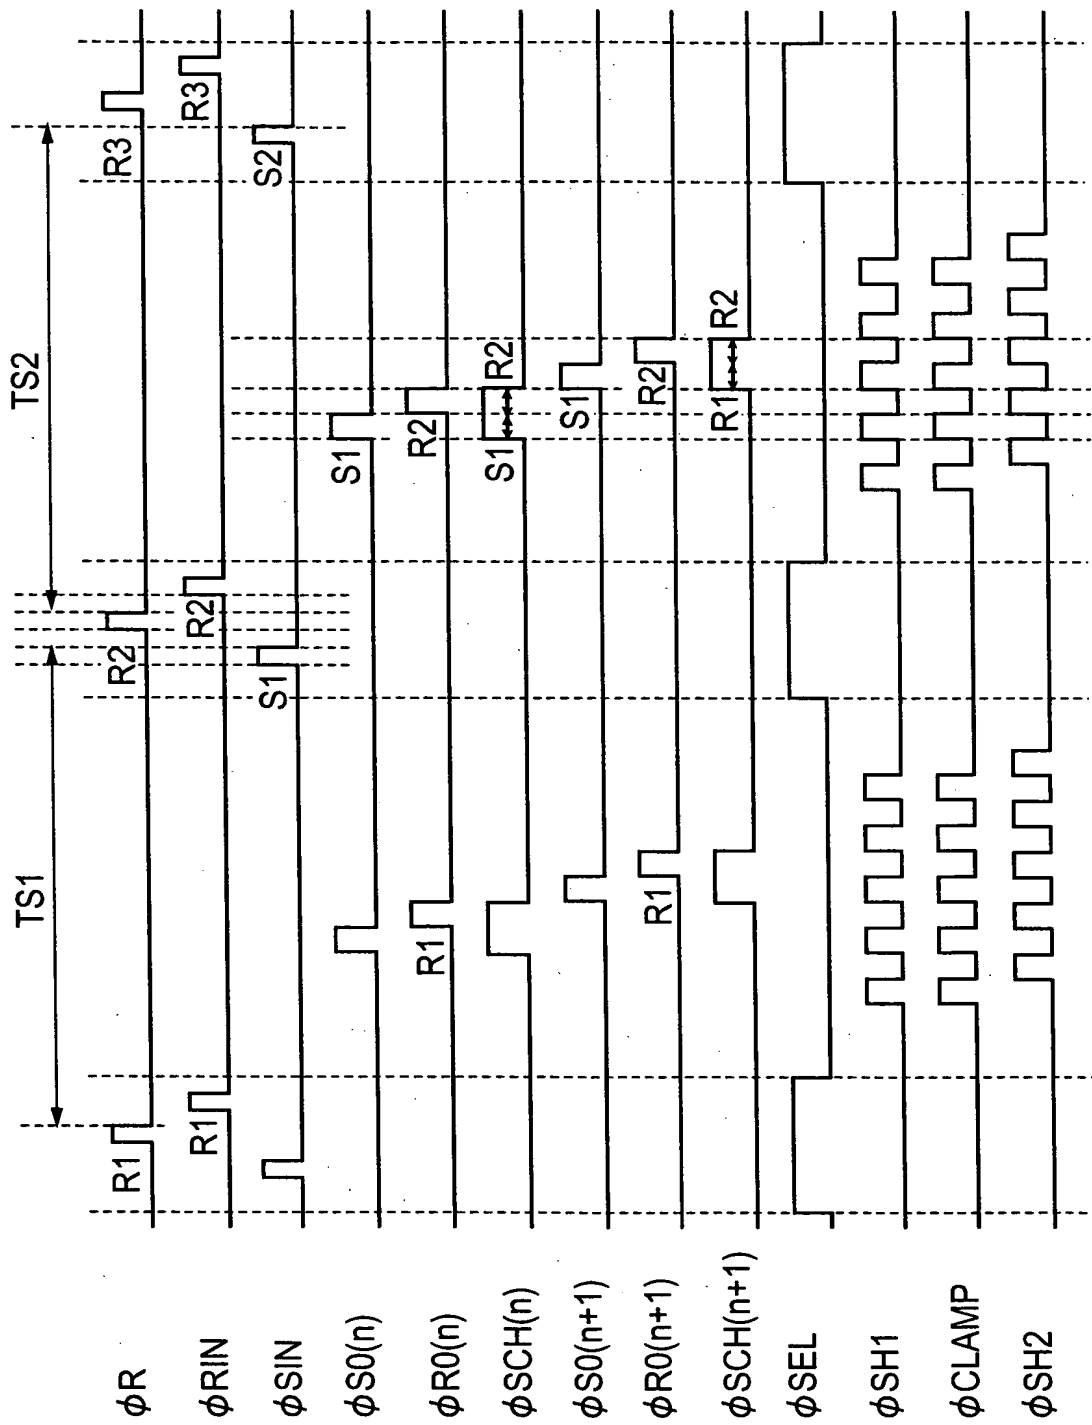 TS1 TS2
φR R1 R2 R3
φRIN R1 R2 R3
φSIN S1 S2
φS0(n) S1
φR0(n) R1 R2
φSCH(n) S1 R2
φS0(n+1) S1
φR0(n+1) R1 R2
φSCH(n+1) R1 R2
φSEL
φSH1
φCLAMP
φSH2